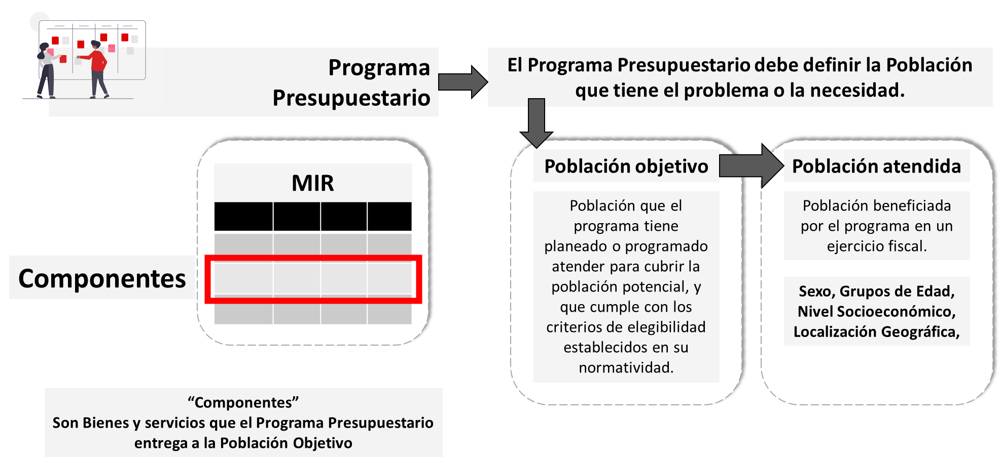 Programa
Presupuestario
El Programa Presupuestario debe definir la Población
que tiene el problema o la necesidad.
MIR
Componentes
“Componentes”
Son Bienes y servicios que el Programa Presupuestario
entrega a la Población Objetivo
Población objetivo
Población que el
programa tiene
planeado o programado
atender para cubrir la
población potencial, y
que cumple con los
criterios de elegibilidad
establecidos en su
normatividad.
Población atendida
Población beneficiada
por el programa en un
ejercicio fiscal.
Sexo, Grupos de Edad,
Nivel Socioeconómico,
Localización Geográfica,